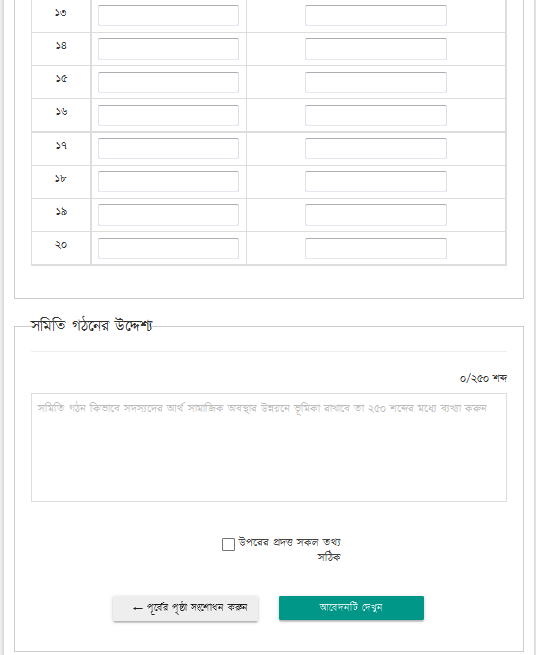 ১৩
১৪
১৫
১৬
১৭
১৮
১৯
২০
সমিতি গঠনের উদ্দেশ্য
০/২৫০ শব্দ
সমিতি গঠন কিভাবে সদস্যদের আর্থ সামাজিক অবস্থার উন্নয়নে ভূমিকা রাখাবে তা ২৫০ শব্দের মধ্যে ব্যখ্যা করুন
উপরের প্রদত্ত সকল তথ্য
সঠিক
← পূর্বের পৃষ্ঠা সংশোধন করুন
আবেদনটি দেখুন